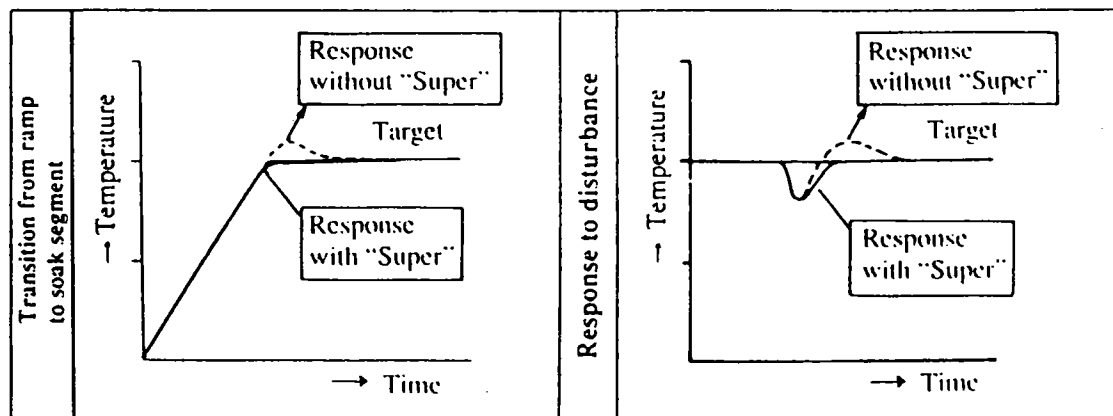 Transition from ramp
to soak segment
→ Temperature
Response
without "Super"
Target
Response
with "Super"
→ Time
Response to disturbance
→ Temperature
Response
without "Super"
Target
Response
with "Super"
→ Time